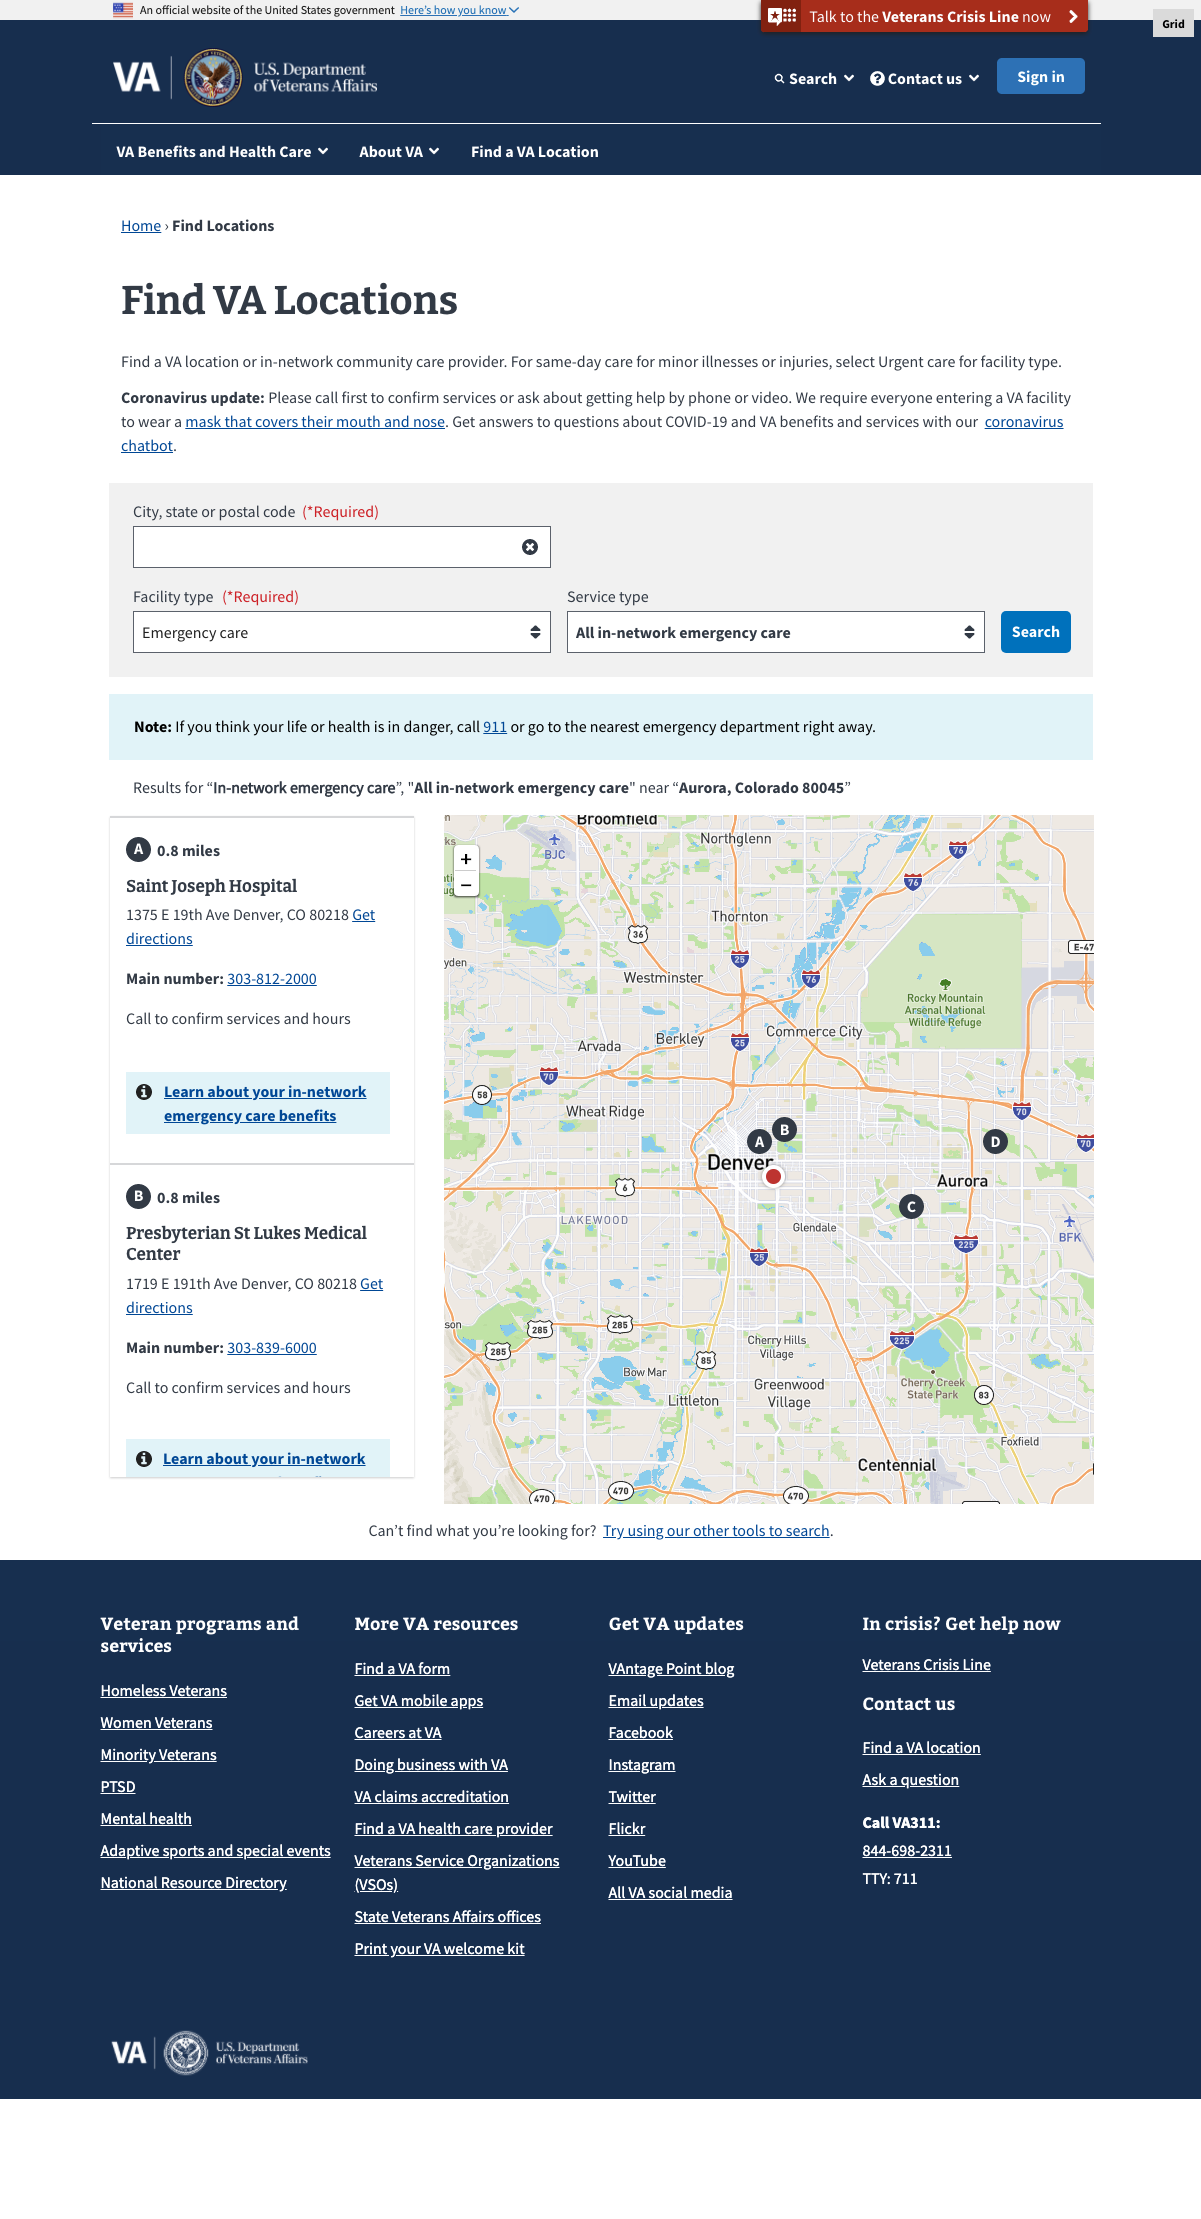 An official website of the United States government Here's how you know
Talk to the Veterans Crisis Line now
Grid
VA
U.S. Department
of Veterans Affairs
Search
Contact us
Sign in
VA Benefits and Health Care
About VA
Find a VA Location
Home › Find Locations
Find VA Locations
Find a VA location or in-network community care provider. For same-day care for minor illnesses or injuries, select Urgent care for facility type.
Coronavirus update: Please call first to confirm services or ask about getting help by phone or video. We require everyone entering a VA facility
to wear a mask that covers their mouth and nose. Get answers to questions about COVID-19 and VA benefits and services with our coronavirus
chatbot.
City, state or postal code (*Required)
Facility type (*Required)
Service type
Emergency care
All in-network emergency care
Search
Note: If you think your life or health is in danger, call 911 or go to the nearest emergency department right away.
Results for “In-network emergency care”, "All in-network emergency care" near “Aurora, Colorado 80045”
A 0.8 miles
Saint Joseph Hospital
1375 E 19th Ave Denver, CO 80218 Get
directions
Main number: 303-812-2000
Call to confirm services and hours
Learn about your in-network
emergency care benefits
B 0.8 miles
Presbyterian St Lukes Medical
Center
1719 E 191th Ave Denver, CO 80218 Get
directions
Main number: 303-839-6000
Call to confirm services and hours
Learn about your in-network
+
−
Broomfield
Northglenn
BJC
76
76
Thornton
36
25
E-47
yden
Westminster
76
Rocky Mountain
Arsenal National
Wildlife Refuge
Commerce City
Berkley
25
Arvada
70
58
Wheat Ridge
70
B
A
D
70
Denver
Aurora
6
C
LAKEWOOD
Glendale
BFK
225
25
son
285
285
285
225
Cherry Hills
Village
85
Bow Mar
Cherry Creek
State Park
Greenwood
Village
83
Littleton
Foxfield
Centennial
470
470
470
Can’t find what you’re looking for? Try using our other tools to search.
Veteran programs and
services
Homeless Veterans
Women Veterans
Minority Veterans
PTSD
Mental health
Adaptive sports and special events
National Resource Directory
More VA resources
Find a VA form
Get VA mobile apps
Careers at VA
Doing business with VA
VA claims accreditation
Find a VA health care provider
Veterans Service Organizations
(VSOs)
State Veterans Affairs offices
Print your VA welcome kit
Get VA updates
VAntage Point blog
Email updates
Facebook
Instagram
Twitter
Flickr
YouTube
All VA social media
In crisis? Get help now
Veterans Crisis Line
Contact us
Find a VA location
Ask a question
Call VA311:
844-698-2311
TTY: 711
VA
U.S. Department
of Veterans Affairs